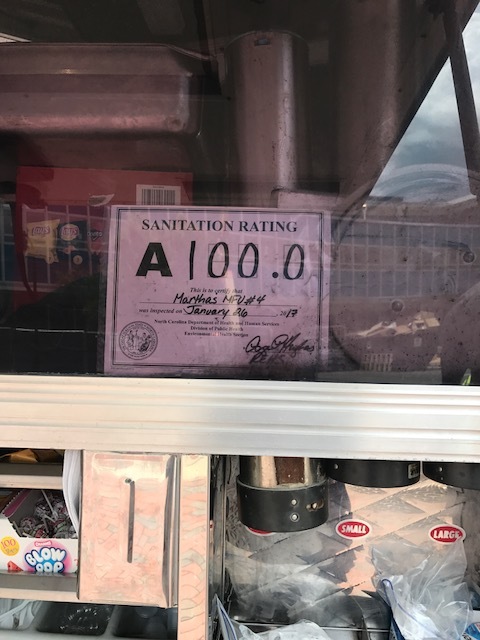 SANITATION RATING
A 100.0
This is to certify that
Marthas MFU #4
was inspected on January 26 2017
North Carolina Department of Health and Human Services
Division of Public Health
Environmental Health Section
SMALL
LARGE
100
BLOW
POP